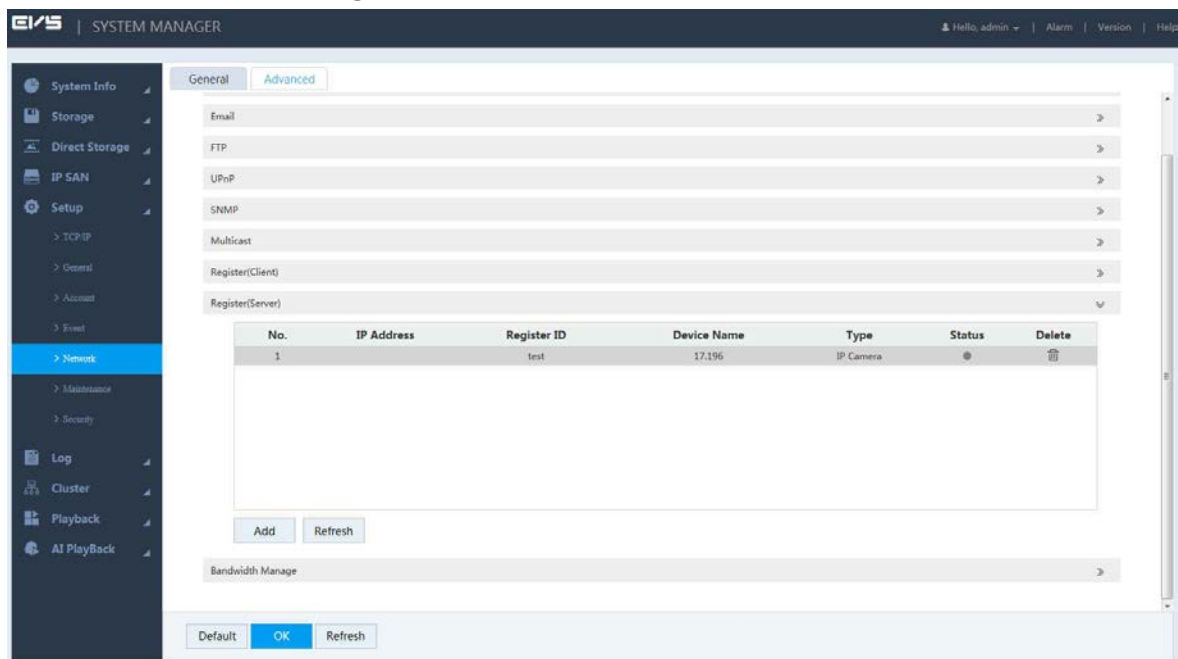 EIVS | SYSTEM MANAGER
Hello, admin | Alarm | Version | Help
System Info
Storage
Direct Storage
IP SAN
Setup
> TCP/IP
> General
> Account
> Event
> Network
> Maintenance
> Security
Log
Cluster
Playback
AI PlayBack
General Advanced
Email
FTP
UPnP
SNMP
Multicast
Register(Client)
Register(Server)
No. IP Address Register ID Device Name Type Status Delete
1 test 17.196 IP Camera
Add Refresh
Bandwidth Manage
Default OK Refresh